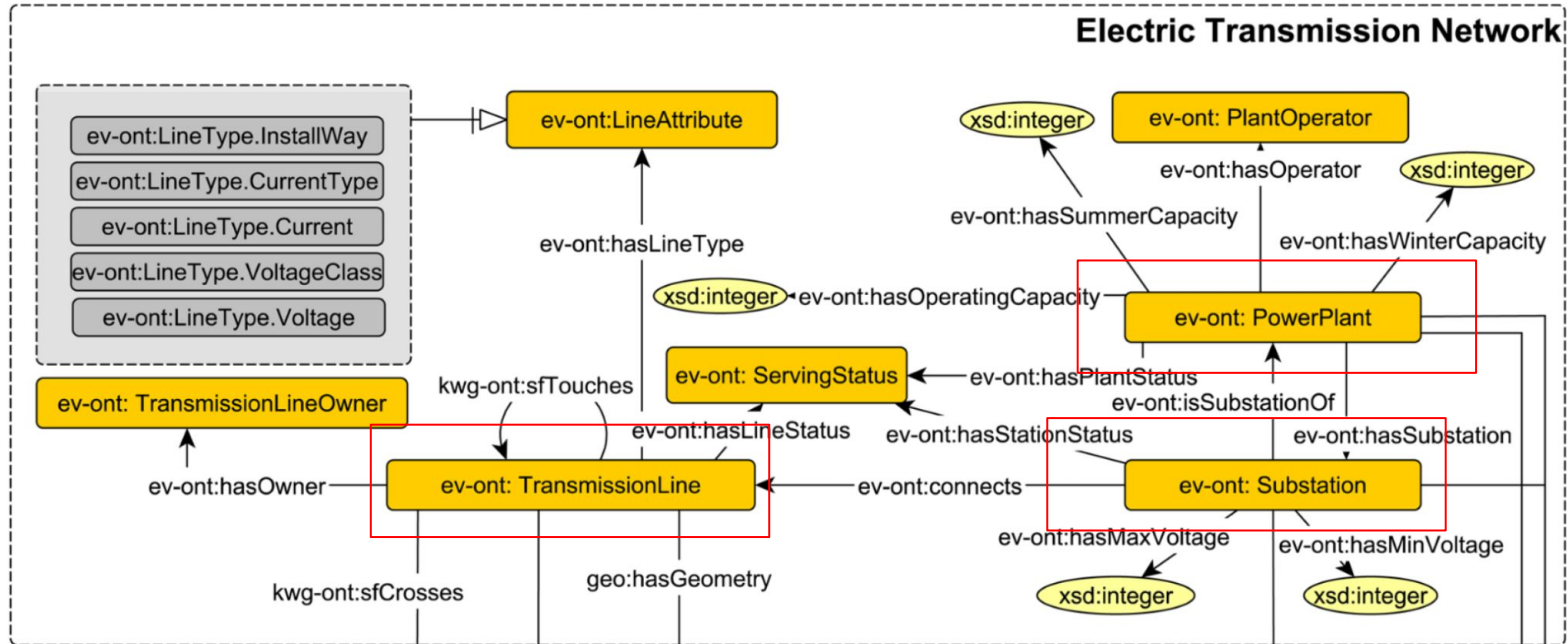 Electric Transmission Network
ev-ont:LineType.InstallWay
ev-ont:LineType.CurrentType
ev-ont:LineType.Current
ev-ont:LineType.VoltageClass
ev-ont:LineType.Voltage
ev-ont:LineAttribute
xsd:integer
ev-ont: PlantOperator
ev-ont:hasOperator
xsd:integer
ev-ont:hasSummerCapacity
ev-ont:hasWinterCapacity
ev-ont:hasLineType
xsd:integer
ev-ont:hasOperatingCapacity
ev-ont: PowerPlant
ev-ont: ServingStatus
ev-ont:hasPlantStatus
kwg-ont:sfTouches
ev-ont: TransmissionLineOwner
ev-ont:isSubstationOf
ev-ont:hasLineStatus
ev-ont:hasStationStatus
ev-ont:hasSubstation
ev-ont:hasOwner
ev-ont: TransmissionLine
ev-ont:connects
ev-ont: Substation
ev-ont:hasMaxVoltage
ev-ont:hasMinVoltage
kwg-ont:sfCrosses
geo:hasGeometry
xsd:integer
xsd:integer